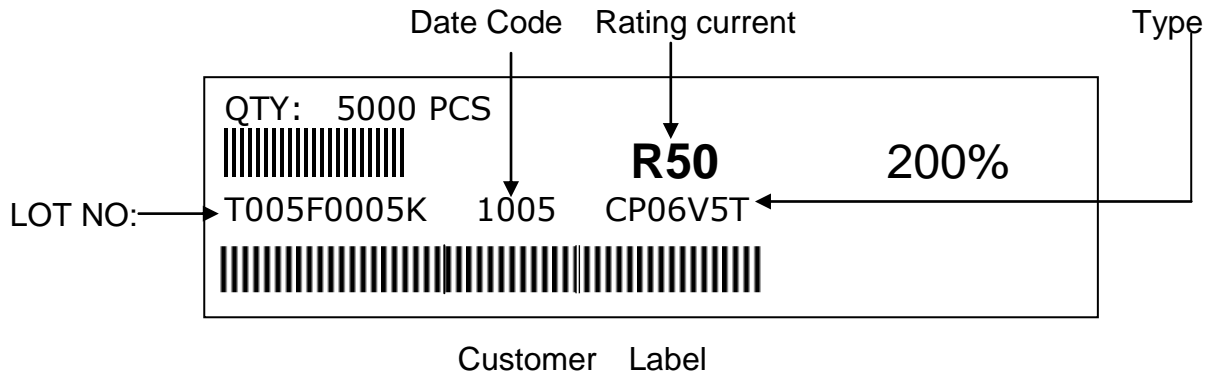 Date Code Rating current Type
QTY: 5000 PCS
R50 200%
LOT NO: T005F0005K 1005 CP06V5T
Customer Label